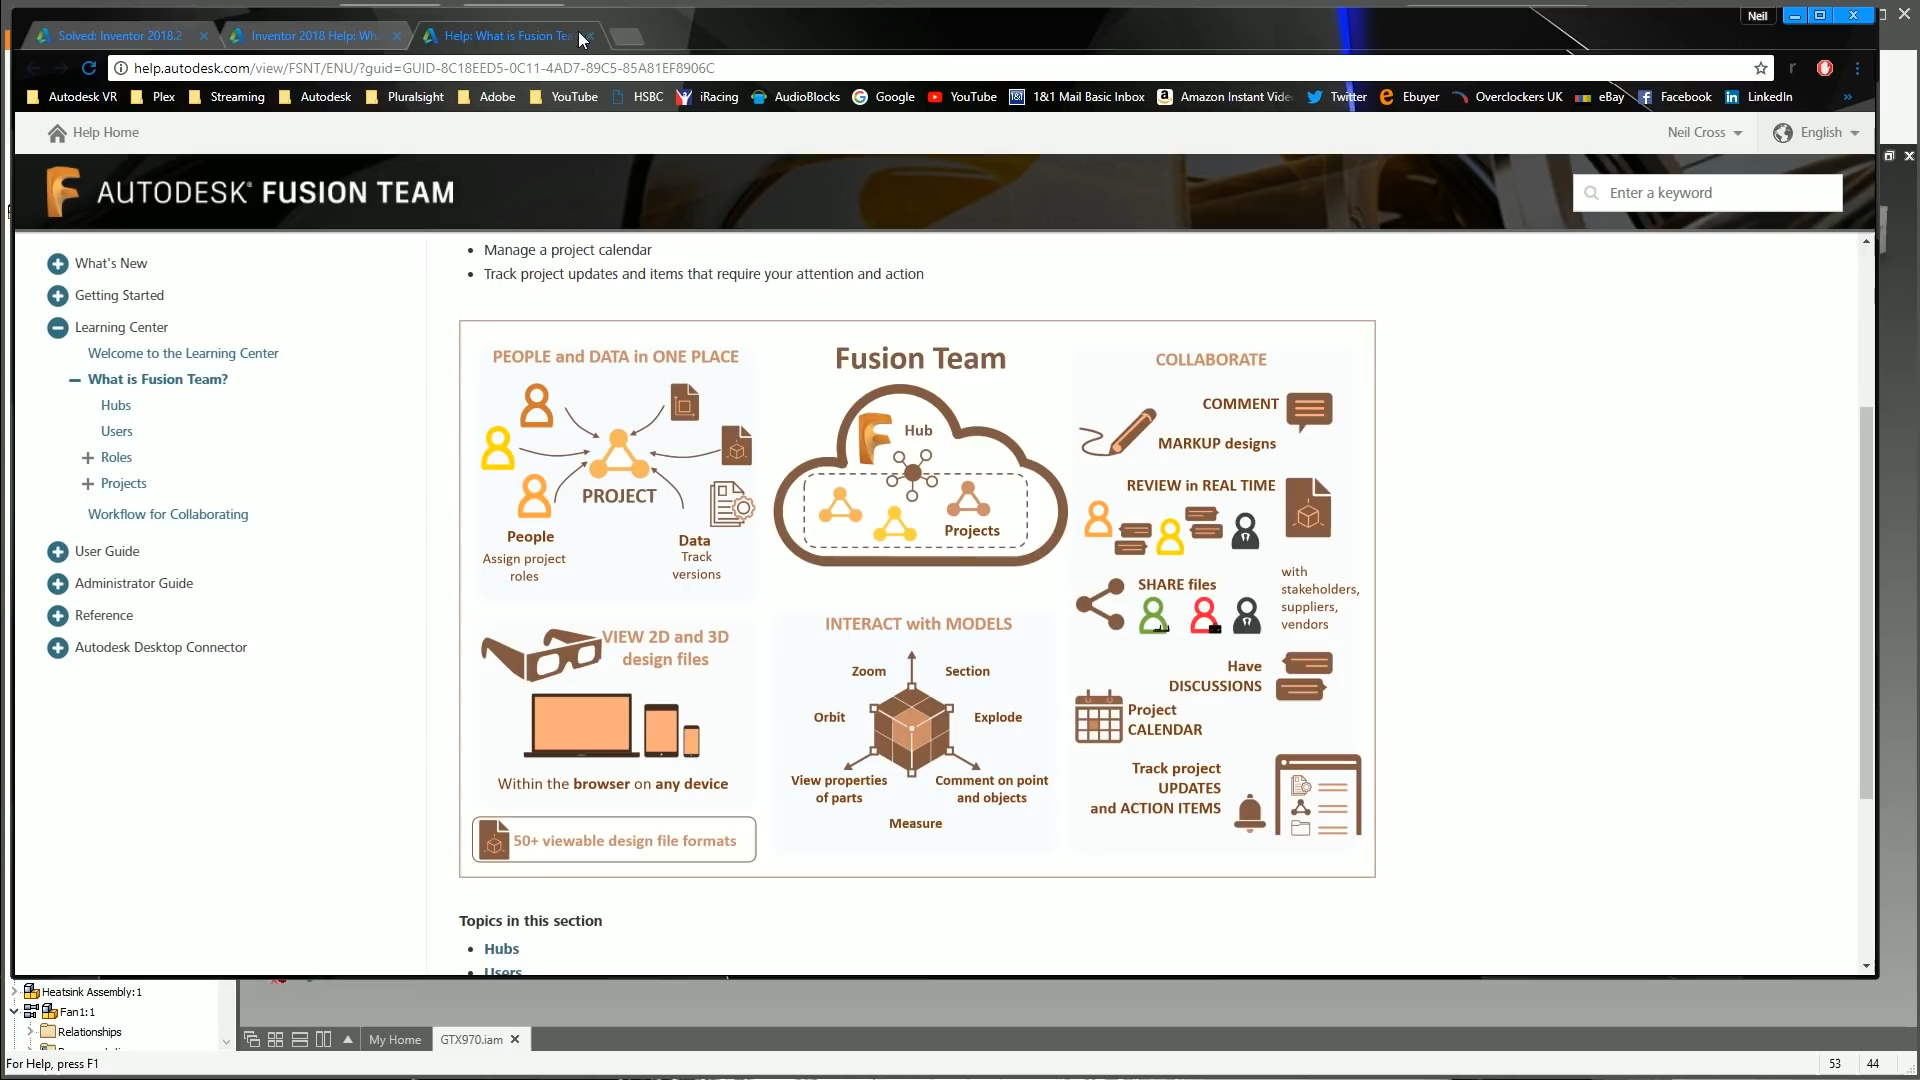 Neil
Solved: Inventor 2018.2
Inventor 2018 Help: Wh
Help: What is Fusion Te
help.autodesk.com/view/FSNT/ENU/?guid=GUID-8C18EED5-0C11-4AD7-89C5-85A81EF8906C
Autodesk VR Plex Streaming Autodesk Pluralsight Adobe YouTube HSBC iRacing AudioBlocks Google YouTube 1&1 Mail Basic Inbox Amazon Instant Vide Twitter Ebuyer Overclockers UK eBay Facebook LinkedIn »
Help Home
Neil Cross
English
AUTODESK® FUSION TEAM
Enter a keyword
What's New
Getting Started
Learning Center
Welcome to the Learning Center
What is Fusion Team?
Hubs
Users
Roles
Projects
Workflow for Collaborating
User Guide
Administrator Guide
Reference
Autodesk Desktop Connector
• Manage a project calendar
• Track project updates and items that require your attention and action
PEOPLE and DATA in ONE PLACE
PROJECT
People
Assign project
roles
Data
Track
versions
Fusion Team
Hub
Projects
COLLABORATE
COMMENT
MARKUP designs
REVIEW in REAL TIME
SHARE files
with
stakeholders,
suppliers,
vendors
Have
DISCUSSIONS
Project
CALENDAR
Track project
UPDATES
and ACTION ITEMS
VIEW 2D and 3D
design files
Within the browser on any device
50+ viewable design file formats
INTERACT with MODELS
Zoom
Section
Orbit
Explode
View properties
of parts
Comment on point
and objects
Measure
Topics in this section
• Hubs
• Users
Heatsink Assembly:1
Fan1:1
Relationships
My Home
GTX970.iam
For Help, press F1
53
44